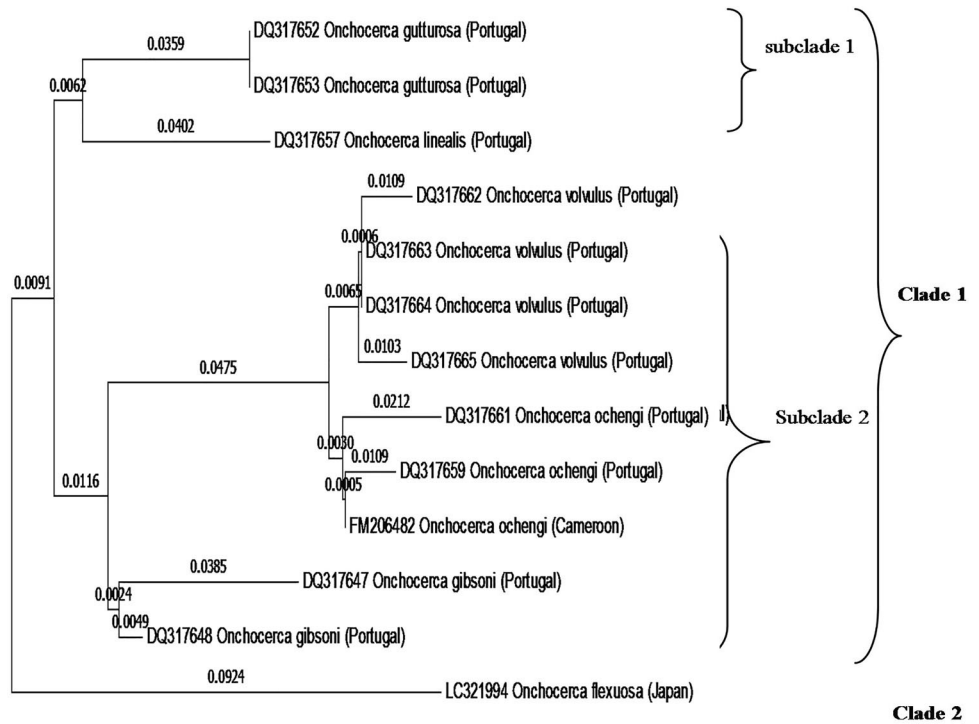 DQ317652 Onchocerca gutturosa (Portugal)
subclade 1
0.0359
DQ317653 Onchocerca gutturosa (Portugal)
0.0062
0.0402
DQ317657 Onchocerca linealis (Portugal)
0.0109
DQ317662 Onchocerca volvulus (Portugal)
0.0006
DQ317663 Onchocerca volvulus (Portugal)
0.0091
0.0065
Clade 1
DQ317664 Onchocerca volvulus (Portugal)
0.0103
DQ317665 Onchocerca volvulus (Portugal)
0.0475
0.0212
DQ317661 Onchocerca ochengi (Portugal)
Subclade 2
0.0030
0.0109
DQ317659 Onchocerca ochengi (Portugal)
0.0116
0.0005
FM206482 Onchocerca ochengi (Cameroon)
0.0385
DQ317647 Onchocerca gibsoni (Portugal)
0.0024
0.0049
DQ317648 Onchocerca gibsoni (Portugal)
0.0924
LC321994 Onchocerca flexuosa (Japan)
Clade 2